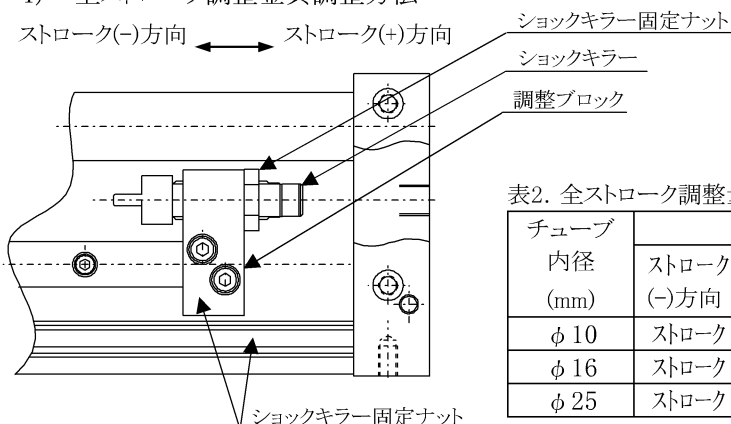 ストローク(-)方向
ストローク(+)方向
ショックキラー固定ナット
ショックキラー
調整ブロック
表2. 全ストローク調整
チューブ
内径
(mm)
ストローク
(-)方向
φ10 ストローク
φ16 ストローク
φ25 ストローク
ショックキラー固定ナット